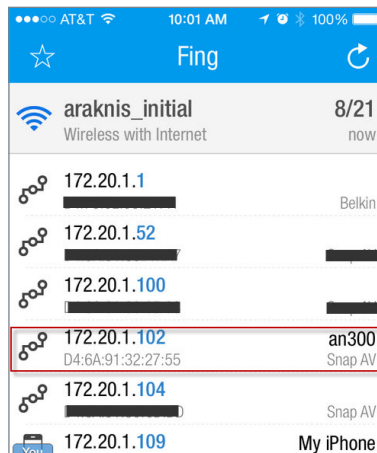 AT&T 10:01 AM 100%
Fing
araknis_initial 8/21
Wireless with Internet now
172.20.1.1
Belkin
172.20.1.52
172.20.1.100
172.20.1.102 an300
D4:6A:91:32:27:55 Snap AV
172.20.1.104
Snap AV
172.20.1.109 My iPhone
You